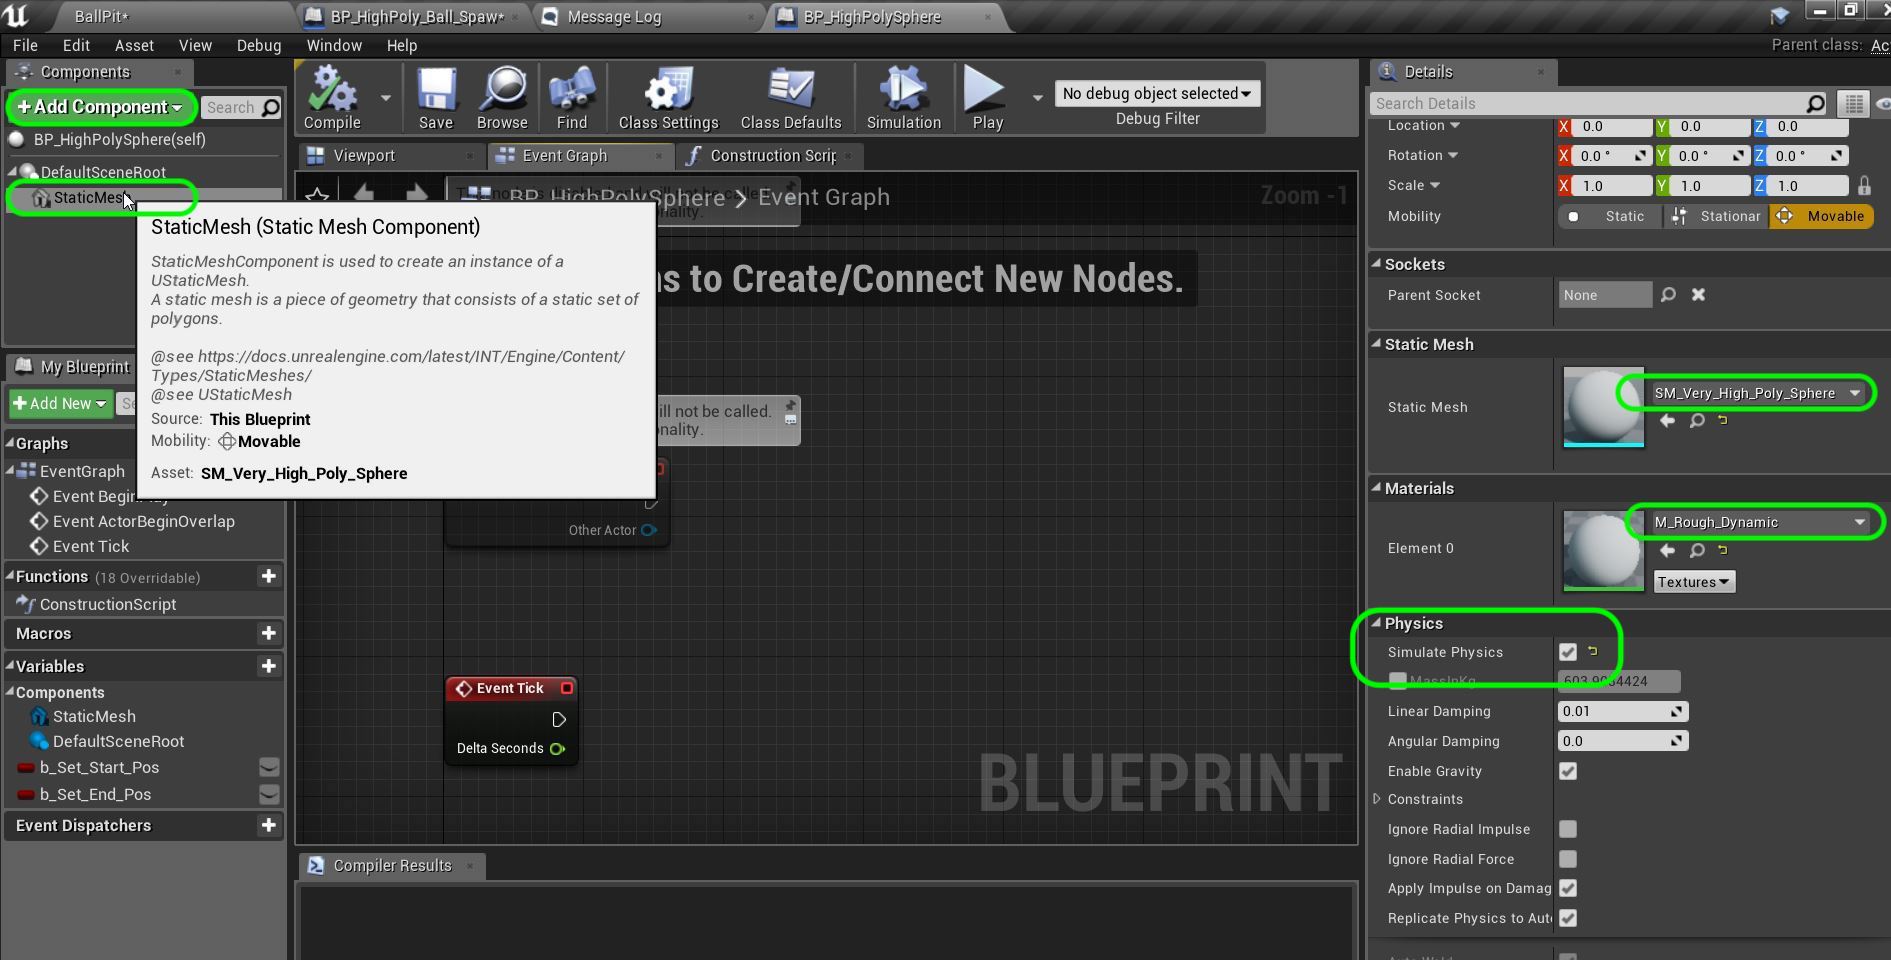 BallPit*
BP_HighPoly_Ball_Spaw*
Message Log
BP_HighPolySphere
File Edit Asset View Debug Window Help
Parent class:
Components
Add Component
Search
BP_HighPolySphere(self)
DefaultSceneRoot
StaticMes
My Blueprint
Add New
Graphs
EventGraph
Event BeginPlay
Event ActorBeginOverlap
Event Tick
Functions (18 Overridable)
ConstructionScript
Macros
Variables
Components
StaticMesh
DefaultSceneRoot
b_Set_Start_Pos
b_Set_End_Pos
Event Dispatchers
Compile
Save
Browse
Find
Class Settings
Class Defaults
Simulation
Play
No debug object selected
Debug Filter
Viewport
Event Graph
Construction Scrip
BP_HighPolySphere > Event Graph
Zoom -1
ns to Create/Connect New Nodes.
StaticMesh (Static Mesh Component)
StaticMeshComponent is used to create an instance of a
UStaticMesh.
A static mesh is a piece of geometry that consists of a static set of
polygons.
@see https://docs.unrealengine.com/latest/INT/Engine/Content/
Types/StaticMeshes/
@see UStaticMesh
Source: This Blueprint
Mobility: Movable
Asset: SM_Very_High_Poly_Sphere
ill not be called.
nality.
Other Actor
Event Tick
Delta Seconds
BLUEPRINT
Compiler Results
Details
Search Details
Location X 0.0 Y 0.0 Z 0.0
Rotation X 0.0 ° Y 0.0 ° Z 0.0 °
Scale X 1.0 Y 1.0 Z 1.0
Mobility Static Stationar Movable
Sockets
Parent Socket None
Static Mesh
Static Mesh SM_Very_High_Poly_Sphere
Materials
Element 0 M_Rough_Dynamic
Textures
Physics
Simulate Physics
MassInKg
Linear Damping 0.01
Angular Damping 0.0
Enable Gravity
Constraints
Ignore Radial Impulse
Ignore Radial Force
Apply Impulse on Damag
Replicate Physics to Aut